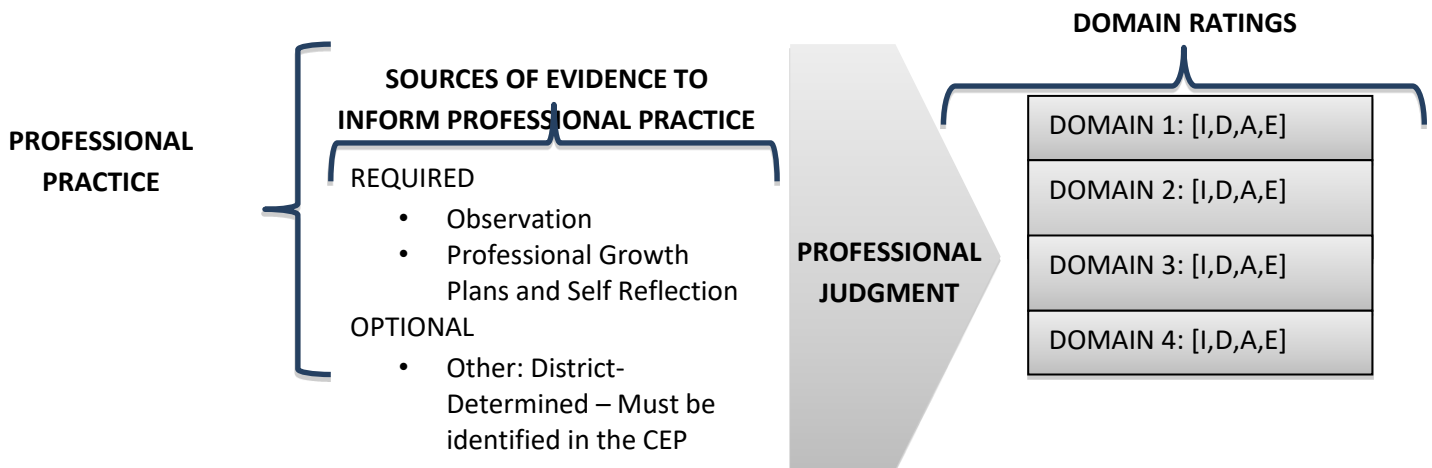 PROFESSIONAL
PRACTICE
SOURCES OF EVIDENCE TO
INFORM PROFESSIONAL PRACTICE
REQUIRED
• Observation
• Professional Growth
Plans and Self Reflection
OPTIONAL
• Other: District-
Determined – Must be
identified in the CEP
PROFESSIONAL
JUDGMENT
DOMAIN RATINGS
DOMAIN 1: [I,D,A,E]
DOMAIN 2: [I,D,A,E]
DOMAIN 3: [I,D,A,E]
DOMAIN 4: [I,D,A,E]